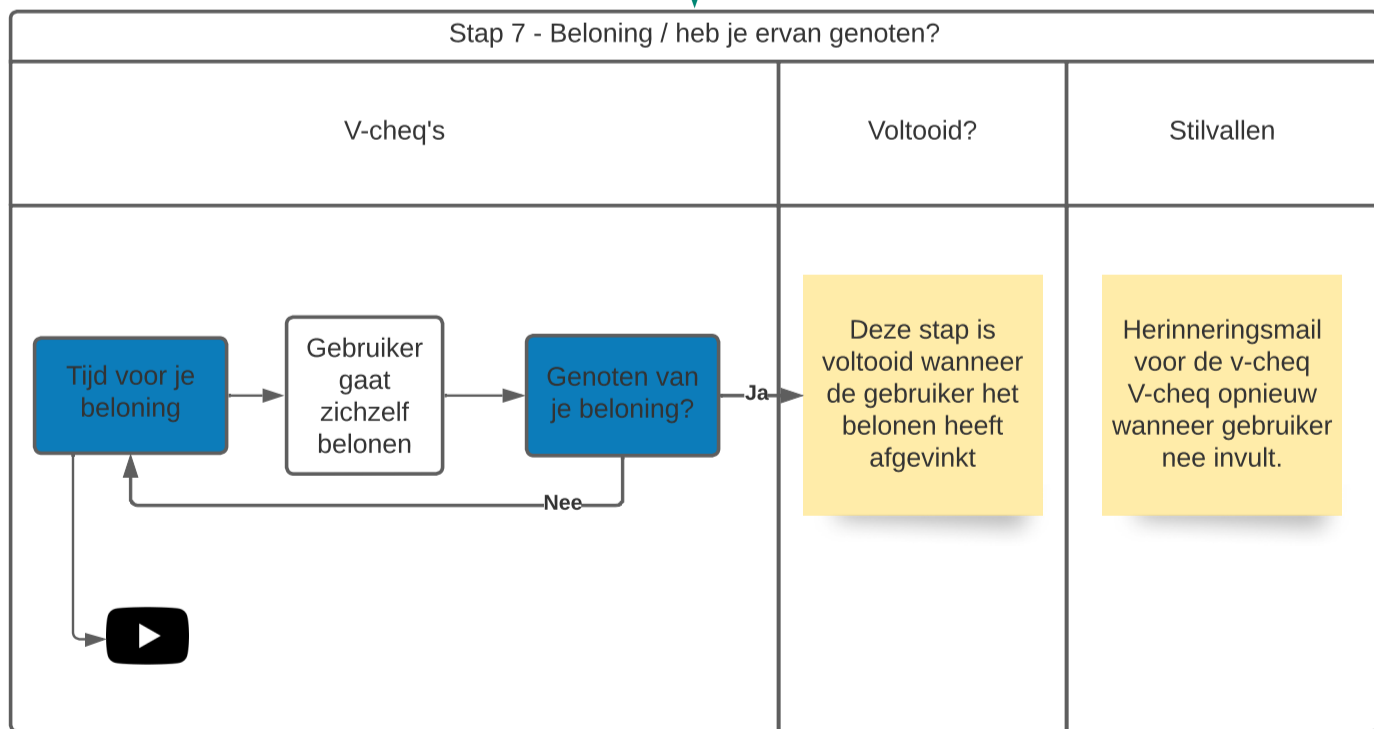 Stap 7 - Beloning / heb je ervan genoten?
V-cheq's
Voltooid?
Stilvallen
Tijd voor je
beloning
Gebruiker
gaat
zichzelf
belonen
Genoten van
je beloning?
Ja
Nee
Deze stap is
voltooid wanneer
de gebruiker het
belonen heeft
afgevinkt
Herinneringsmail
voor de v-cheq
V-cheq opnieuw
wanneer gebruiker
nee invult.